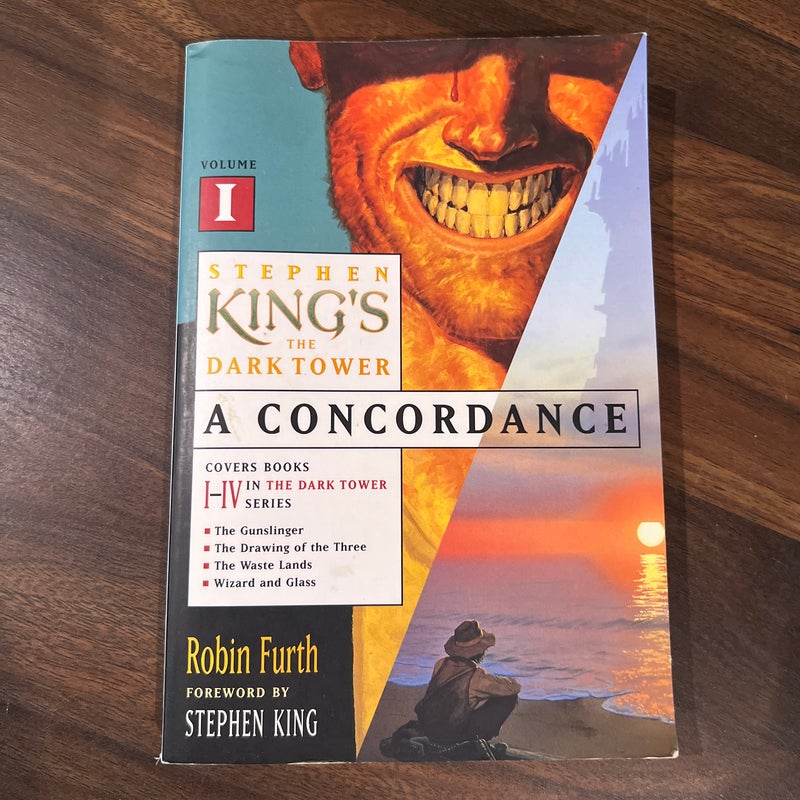 VOLUME
I
STEPHEN
KING'S
THE
DARK TOWER
A CONCORDANCE
COVERS BOOKS
I–IV IN THE DARK TOWER
SERIES
The Gunslinger
The Drawing of the Three
The Waste Lands
Wizard and Glass
Robin Furth
FOREWORD BY
STEPHEN KING